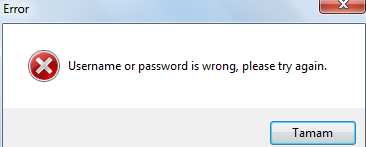 Error
Username or password is wrong, please try again.
Tamam